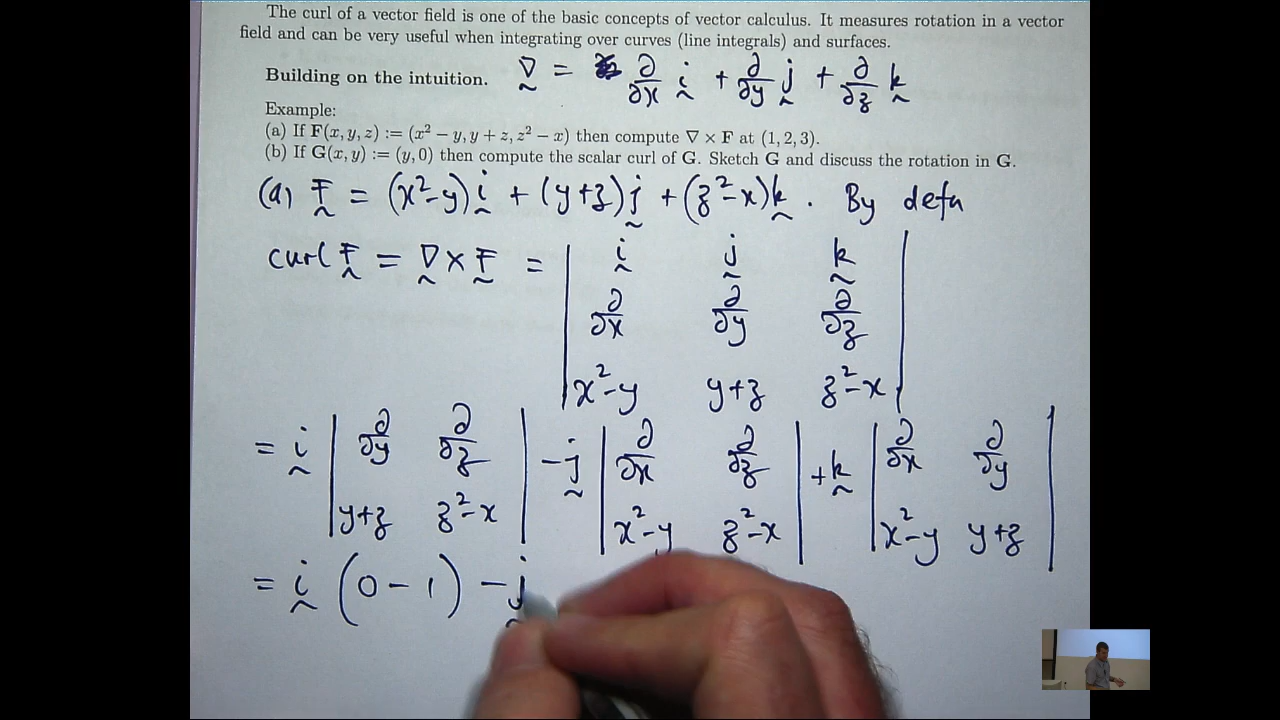 The curl of a vector field is one of the basic concepts of vector calculus. It measures rotation in a vector
field and can be very useful when integrating over curves (line integrals) and surfaces.
Building on the intuition. ∇ = ∂/∂x i + ∂/∂y j + ∂/∂z k
Example:
(a) If F(x, y, z) := (x² − y, y + z, z² − x) then compute ∇ × F at (1, 2, 3).
(b) If G(x, y) := (y, 0) then compute the scalar curl of G. Sketch G and discuss the rotation in G.
(a) F = (x²−y)i + (y+z)j + (z²−x)k . By defn
curl F = ∇ × F = | i j k |
∂/∂x ∂/∂y ∂/∂z
x²−y y+z z²−x
= i | ∂/∂y ∂/∂z | −j | ∂/∂x ∂/∂z | +k | ∂/∂x ∂/∂y |
y+z z²−x x²−y z²−x x²−y y+z
= i (0 − 1) − j